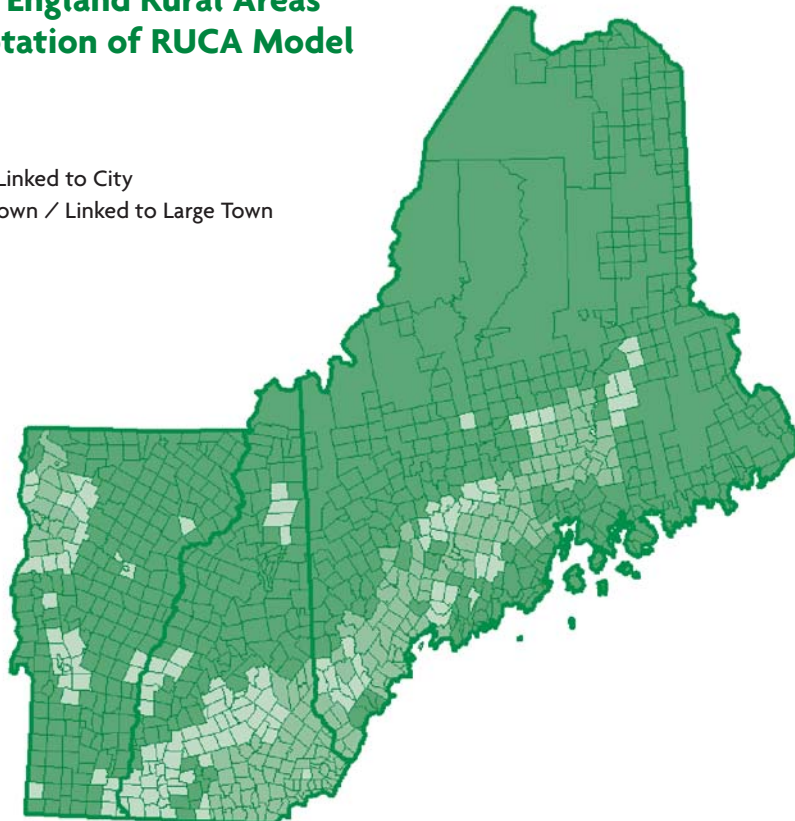 England Rural Areas
tation of RUCA Model
Linked to City
own / Linked to Large Town